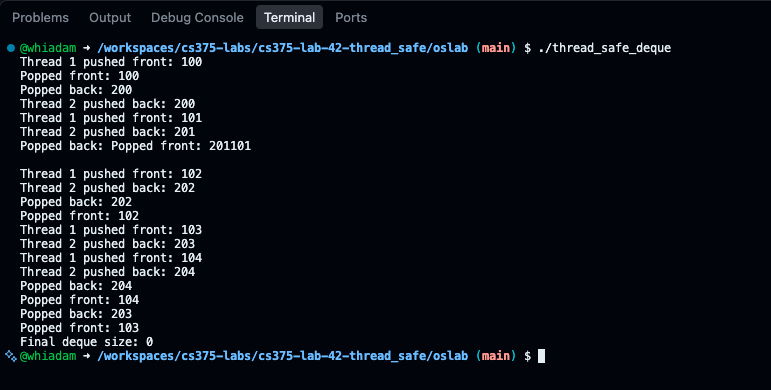 Problems Output Debug Console Terminal Ports
@whiadam ➜ /workspaces/cs375-labs/cs375-lab-42-thread_safe/oslab (main) $ ./thread_safe_deque
Thread 1 pushed front: 100
Popped front: 100
Popped back: 200
Thread 2 pushed back: 200
Thread 1 pushed front: 101
Thread 2 pushed back: 201
Popped back: Popped front: 201101

Thread 1 pushed front: 102
Thread 2 pushed back: 202
Popped back: 202
Popped front: 102
Thread 1 pushed front: 103
Thread 2 pushed back: 203
Thread 1 pushed front: 104
Thread 2 pushed back: 204
Popped back: 204
Popped front: 104
Popped back: 203
Popped front: 103
Final deque size: 0
@whiadam ➜ /workspaces/cs375-labs/cs375-lab-42-thread_safe/oslab (main) $